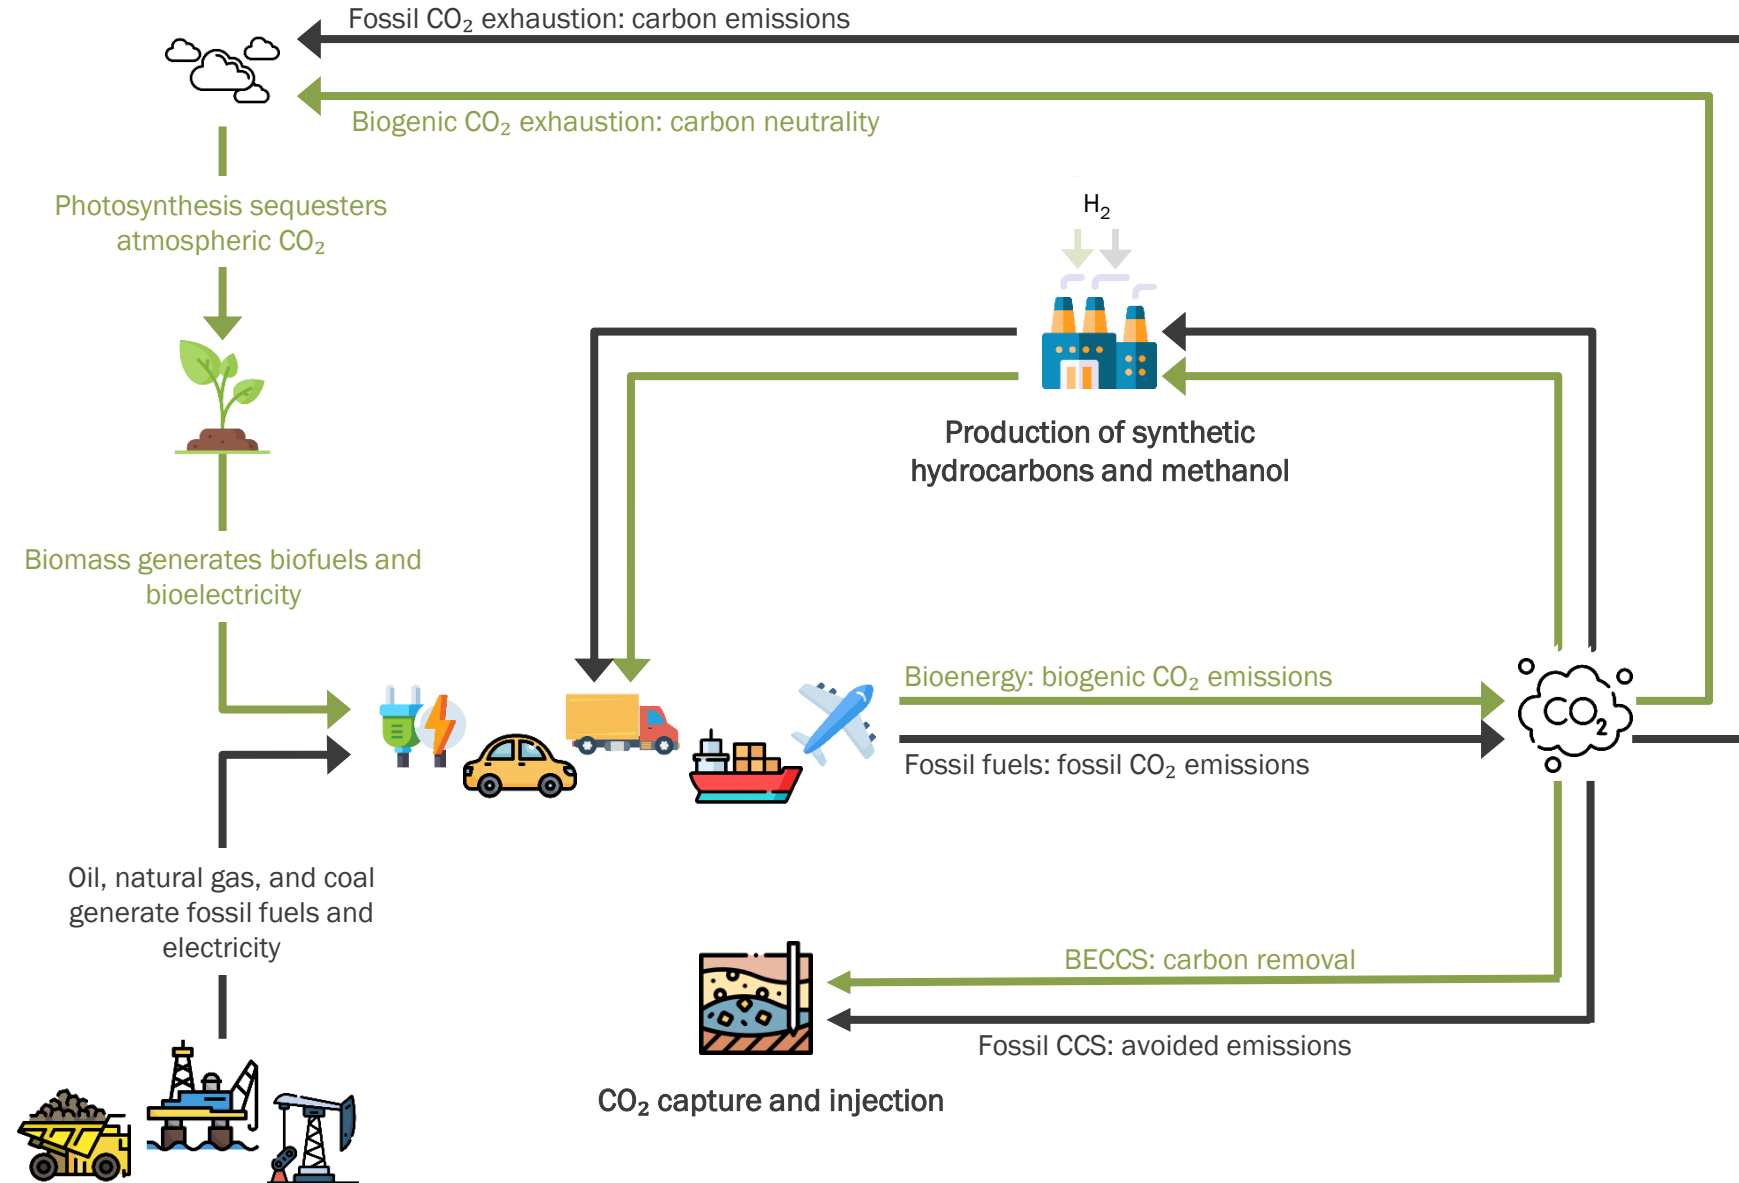 Fossil CO₂ exhaustion: carbon emissions
Biogenic CO₂ exhaustion: carbon neutrality
Photosynthesis sequesters
atmospheric CO₂
H₂
Production of synthetic
hydrocarbons and methanol
Biomass generates biofuels and
bioelectricity
Bioenergy: biogenic CO₂ emissions
CO₂
Fossil fuels: fossil CO₂ emissions
Oil, natural gas, and coal
generate fossil fuels and
electricity
BECCS: carbon removal
Fossil CCS: avoided emissions
CO₂ capture and injection